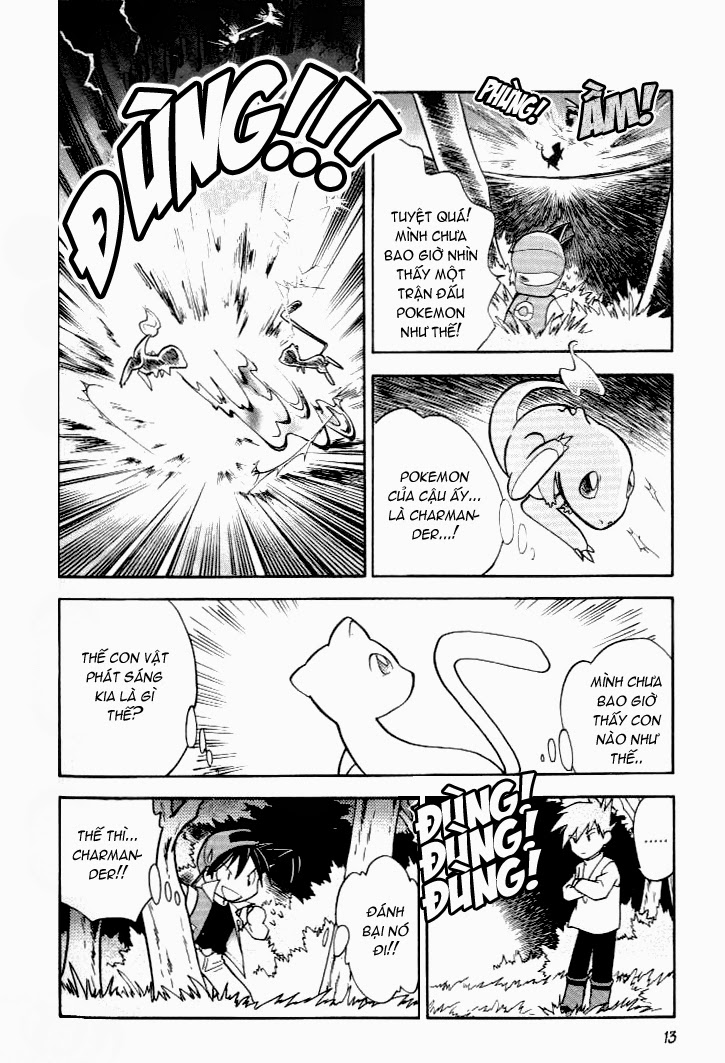 PHÙNG!
ẦM!
TUYỆT QUÁ!
MÌNH CHƯA
BAO GIỜ NHÌN
THẤY MỘT
TRẬN ĐẤU
POKEMON
NHƯ THẾ!
ĐÙNG!!!
POKEMON
CỦA CẬU ẤY...
LÀ CHARMAN-
DER...!
MÌNH CHƯA
BAO GIỜ
THẤY CON
NÀO NHƯ
THẾ..
THẾ CON VẬT
PHÁT SÁNG
KIA LÀ GÌ
THẾ?
.....
ĐÙNG!
ĐÙNG!
ĐÙNG!
THẾ THÌ...
CHARMAN-
DER!!
ĐÁNH
BẠI NÓ
ĐI!!
13